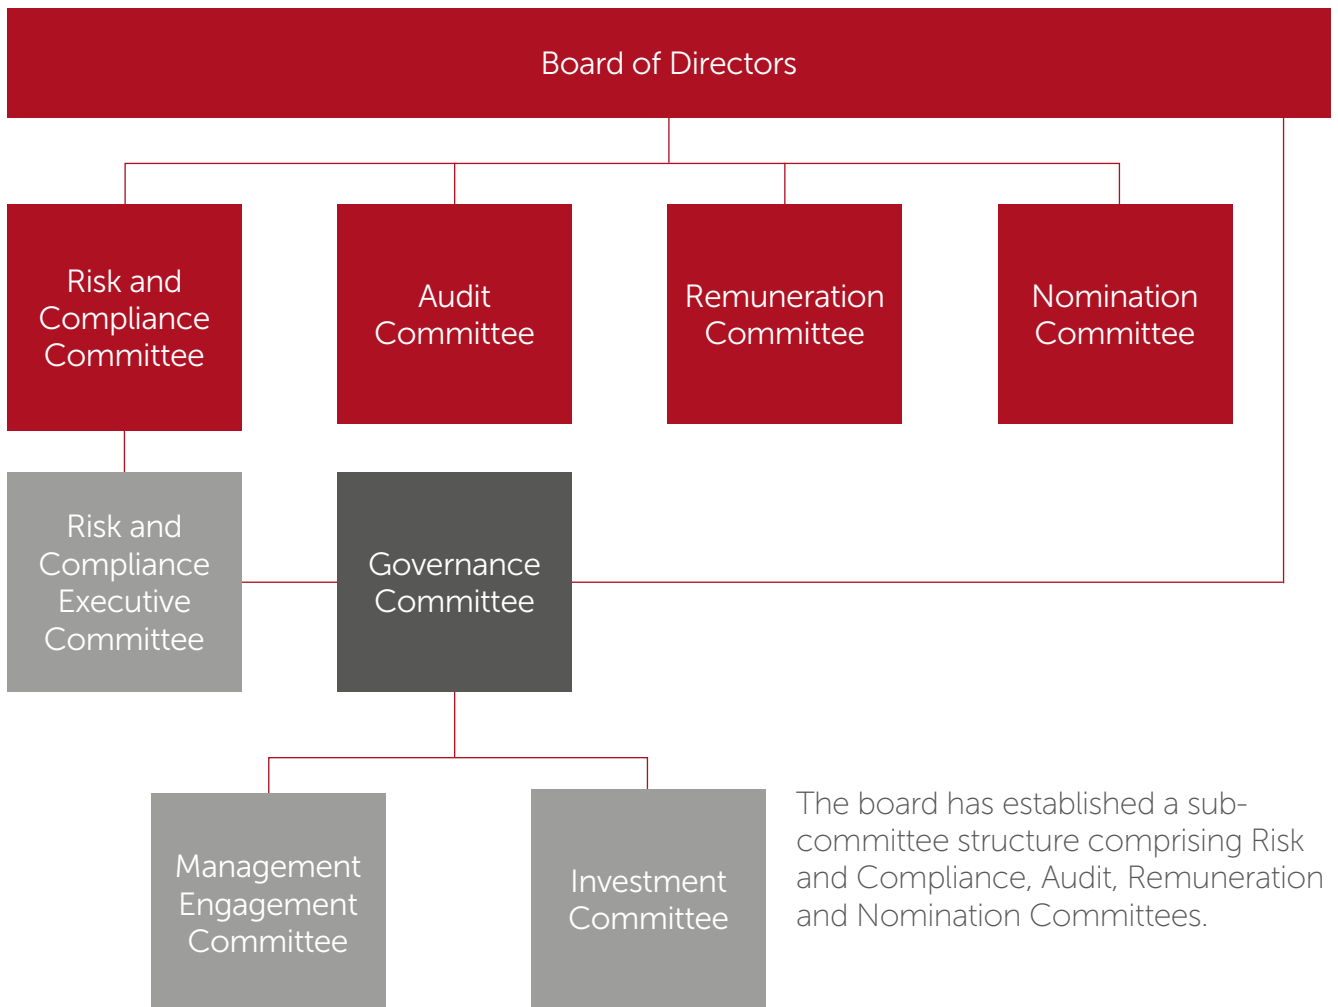 Board of Directors
Risk and
Compliance
Committee
Audit
Committee
Remuneration
Committee
Nomination
Committee
Risk and
Compliance
Executive
Committee
Governance
Committee
Management
Engagement
Committee
Investment
Committee
The board has established a sub-
committee structure comprising Risk
and Compliance, Audit, Remuneration
and Nomination Committees.